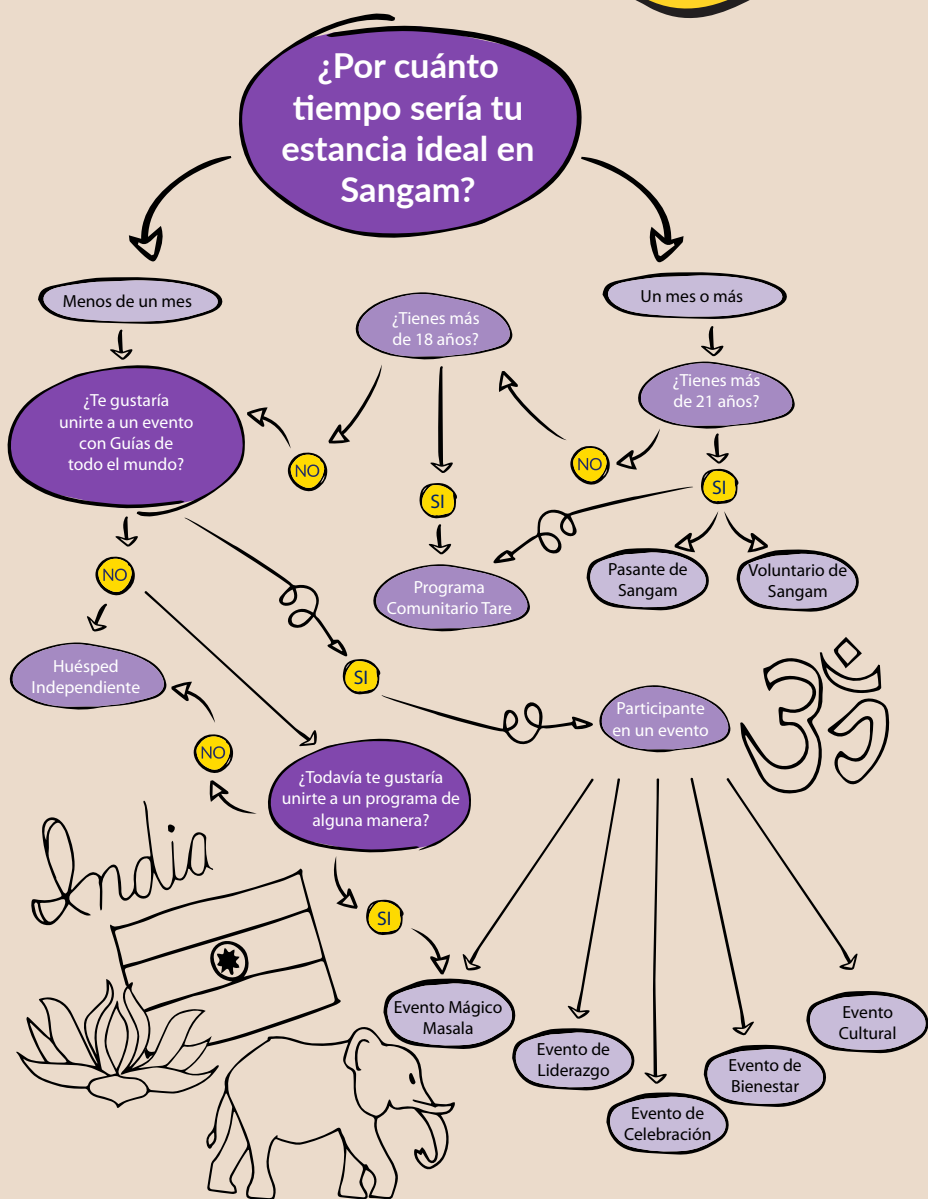 ¿Por cuánto
tiempo sería tu
estancia ideal en
Sangam?
Menos de un mes
Un mes o más
¿Tienes más
de 18 años?
¿Tienes más
de 21 años?
¿Te gustaría
unirte a un evento
con Guías de
todo el mundo?
NO
NO
SI
SI
NO
Programa
Comunitario Tare
Pasante de
Sangam
Voluntario de
Sangam
Huésped
Independiente
SI
Participante
en un evento
ॐ
NO
¿Todavía te gustaría
unirte a un programa de
alguna manera?
India
SI
Evento Mágico
Masala
Evento de
Liderazgo
Evento de
Celebración
Evento de
Bienestar
Evento
Cultural